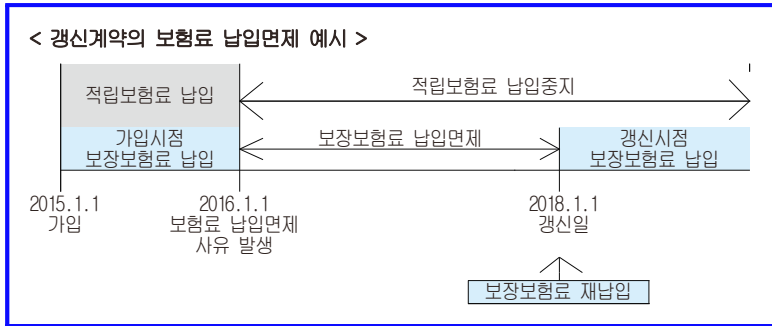 < 갱신계약의 보험료 납입면제 예시 >
적립보험료 납입
적립보험료 납입중지
가입시점
보장보험료 납입
보장보험료 납입면제
갱신시점
보장보험료 납입
2015.1.1
가입
2016.1.1
보험료 납입면제
사유 발생
2018.1.1
갱신일
보장보험료 재납입